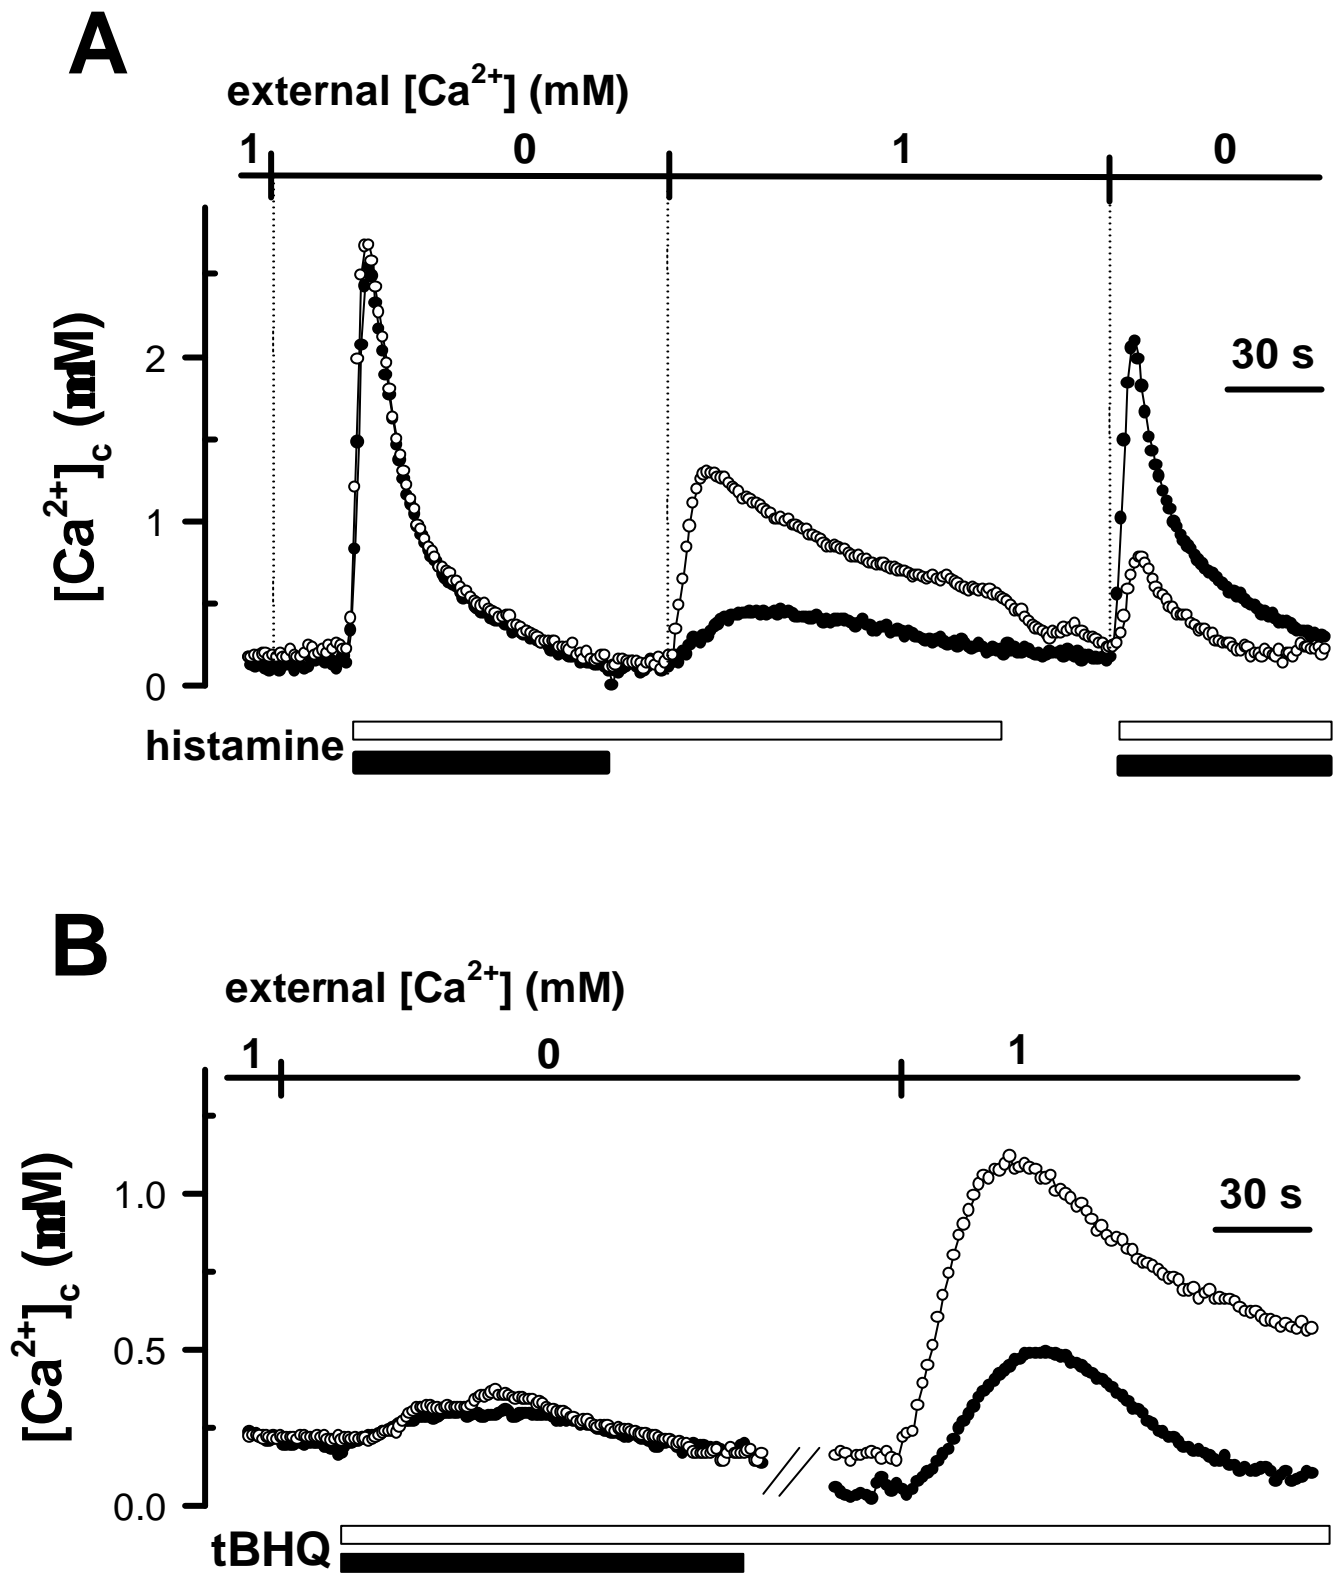 A
external [Ca2+] (mM)
1 0 1 0
30 s
2
1
0
[Ca2+]c (mM)
histamine
B
external [Ca2+] (mM)
1 0 1
30 s
1.0
0.5
0.0
[Ca2+]c (mM)
tBHQ